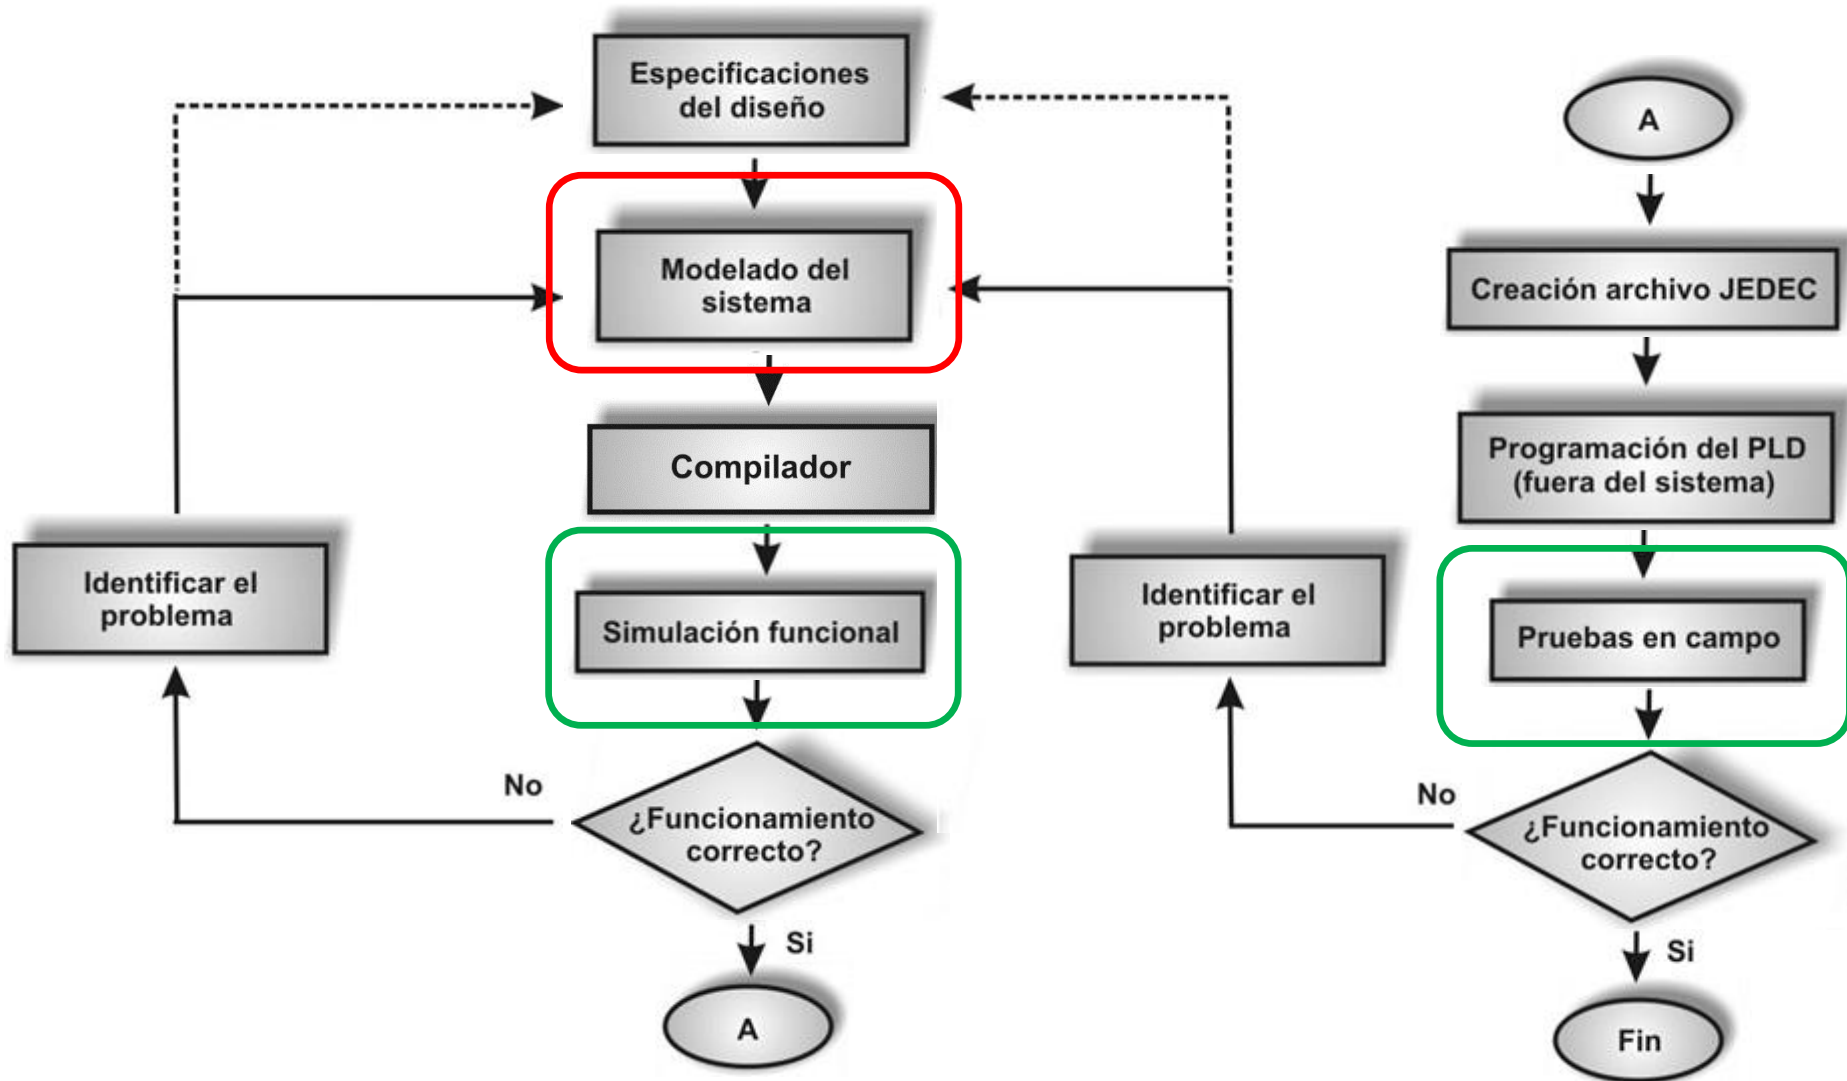 Especificaciones
del diseño
Modelado del
sistema
Compilador
Simulación funcional
¿Funcionamiento
correcto?
No
Si
A
Identificar el
problema
Identificar el
problema
A
Creación archivo JEDEC
Programación del PLD
(fuera del sistema)
Pruebas en campo
¿Funcionamiento
correcto?
No
Si
Fin